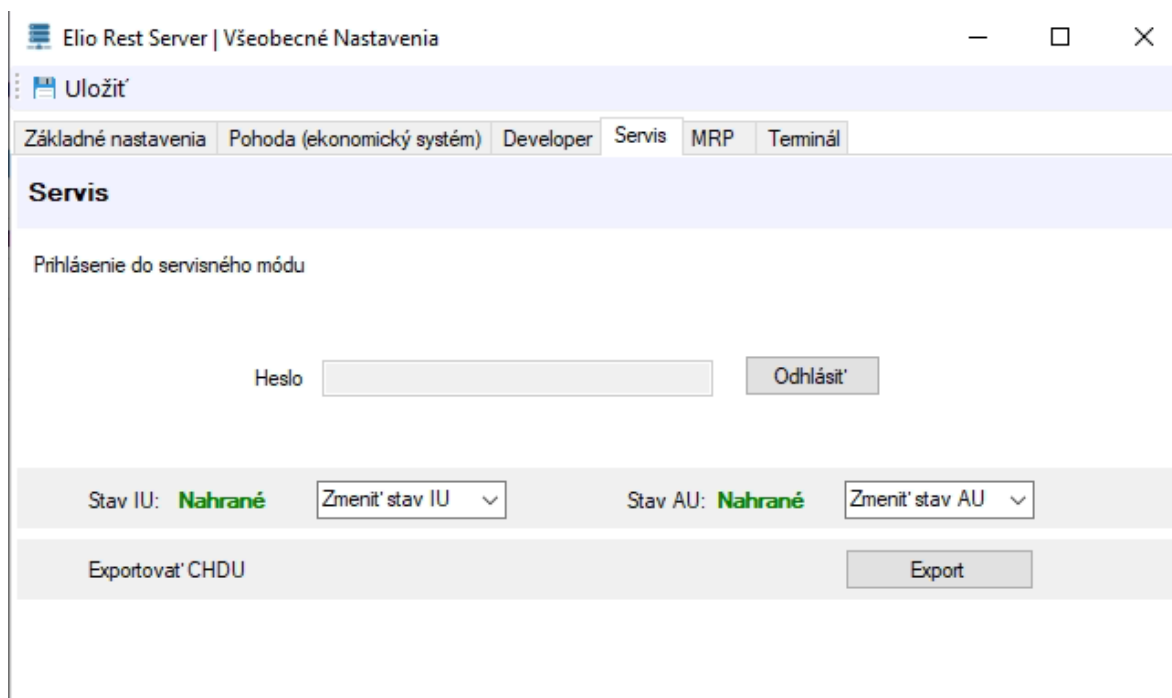 Elio Rest Server | Všeobecné Nastavenia
Uložiť
Základné nastavenia Pohoda (ekonomický systém) Developer Servis MRP Terminál
Servis
Prihlásenie do servisného módu
Heslo Odhlásiť
Stav IU: Nahrané Zmeniť stav IU Stav AU: Nahrané Zmeniť stav AU
Exportovať CHDU Export